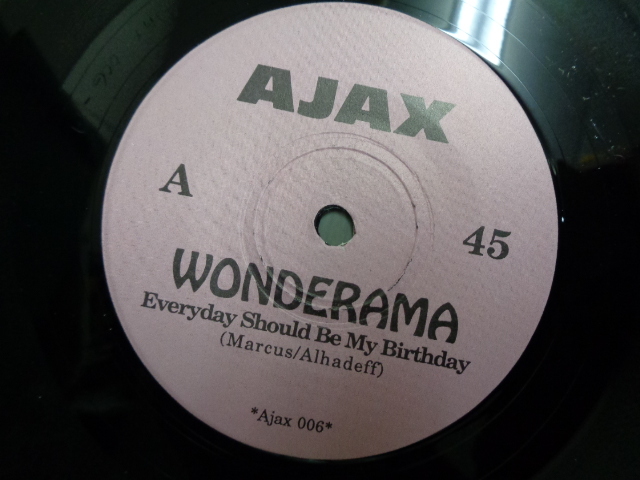 AJAX
A
45
WONDERAMA
Everyday Should Be My Birthday
(Marcus/Alhadeff)
*Ajax 006*